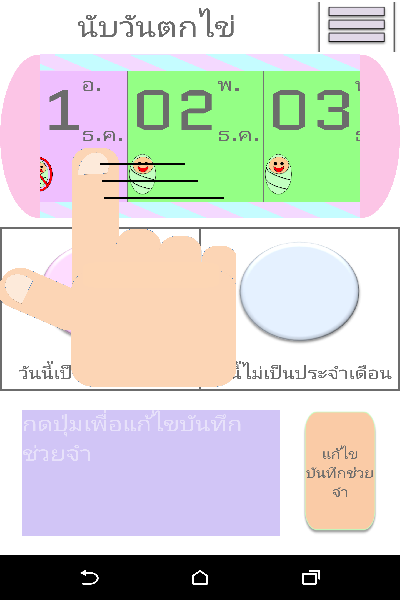 นับวันตกไข่
1 อ. 02 พ. 03
ธ.ค. ธ.ค. ธ
วันนี้เป็ นี้ไม่เป็นประจำเดือน
กดปุ่มเพื่อแก้ไขบันทึก
ช่วยจำ
แก้ไข
บันทึกช่วย
จำ